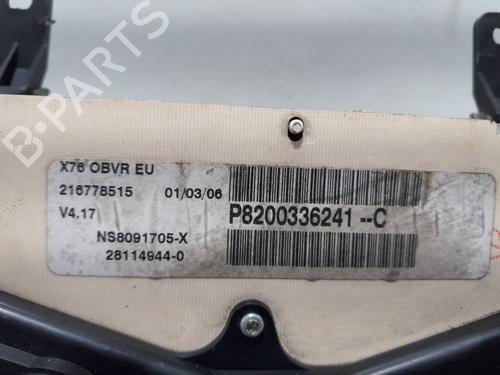 B-PARTS
X76 OBVR EU
216778515 01/03/06
V4.17
P8200336241--C
NS8091705-X
28114944-0